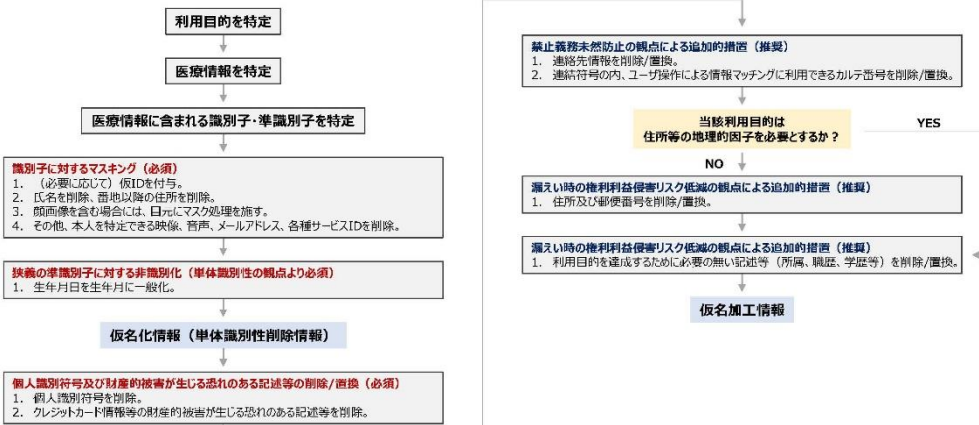 利用目的を特定
医療情報を特定
医療情報に含まれる識別子・準識別子を特定
識別子に対するマスキング（必須）
1. （必要に応じて）仮IDを付与。
2. 氏名を削除、番地以降の住所を削除。
3. 顔画像を含む場合には、目元にマスク処理を施す。
4. その他、本人を特定できる映像、音声、メールアドレス、各種サービスIDを削除。
狭義の準識別子に対する非識別化（単体識別性の観点より必須）
1. 生年月日を生年月に一般化。
仮名化情報（単体識別性削除情報）
個人識別符号及び財産的被害が生じる恐れのある記述等の削除/置換（必須）
1. 個人識別符号を削除。
2. クレジットカード情報等の財産的被害が生じる恐れのある記述等を削除。
禁止義務未然防止の観点による追加的措置（推奨）
1. 連絡先情報を削除/置換。
2. 連結符号の内、ユーザ操作による情報マッチングに利用できるカルテ番号を削除/置換。
当該利用目的は
住所等の地理的因子を必要とするか？
YES
NO
漏えい時の権利利益侵害リスク低減の観点による追加的措置（推奨）
1. 住所及び郵便番号を削除/置換。
漏えい時の権利利益侵害リスク低減の観点による追加的措置（推奨）
1. 利用目的を達成するために必要の無い記述等（所属、職歴、学歴等）を削除/置換。
仮名加工情報